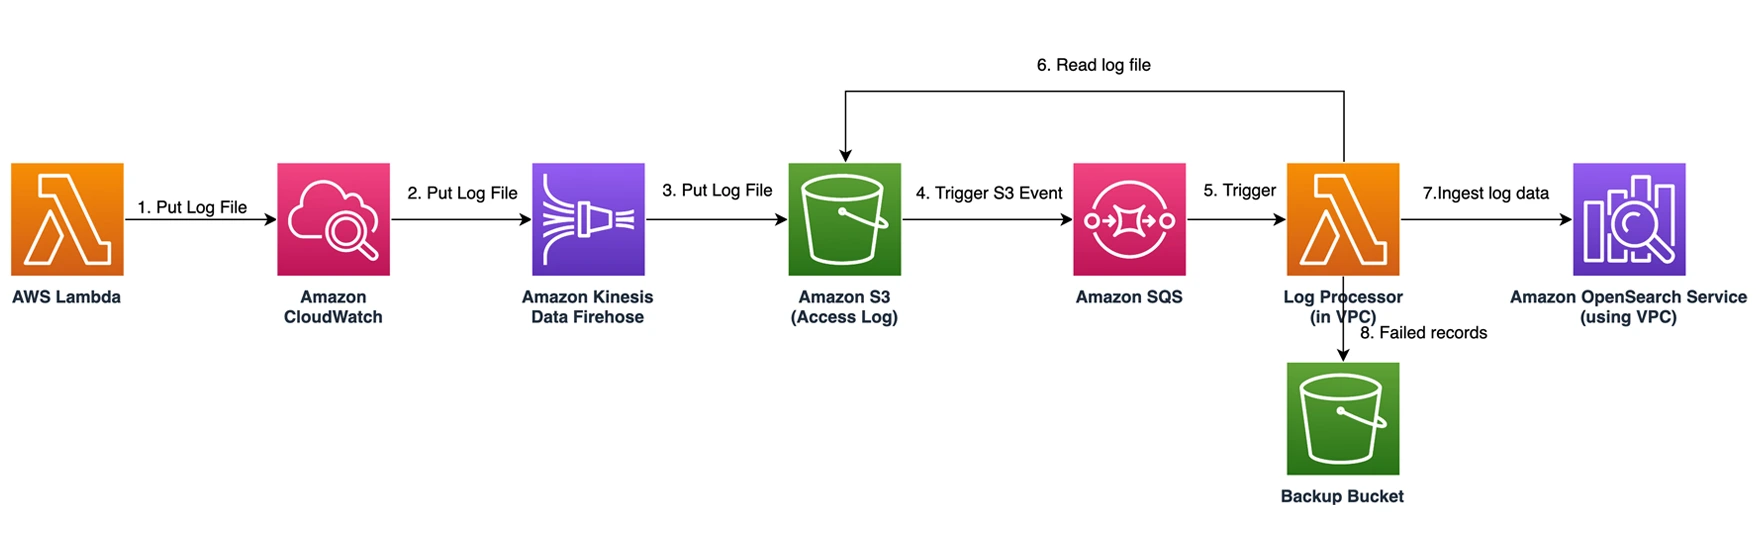 6. Read log file
1. Put Log File
2. Put Log File
3. Put Log File
4. Trigger S3 Event
5. Trigger
7.Ingest log data
AWS Lambda
Amazon
CloudWatch
Amazon Kinesis
Data Firehose
Amazon S3
(Access Log)
Amazon SQS
Log Processor
(in VPC)
Amazon OpenSearch Service
(using VPC)
8. Failed records
Backup Bucket